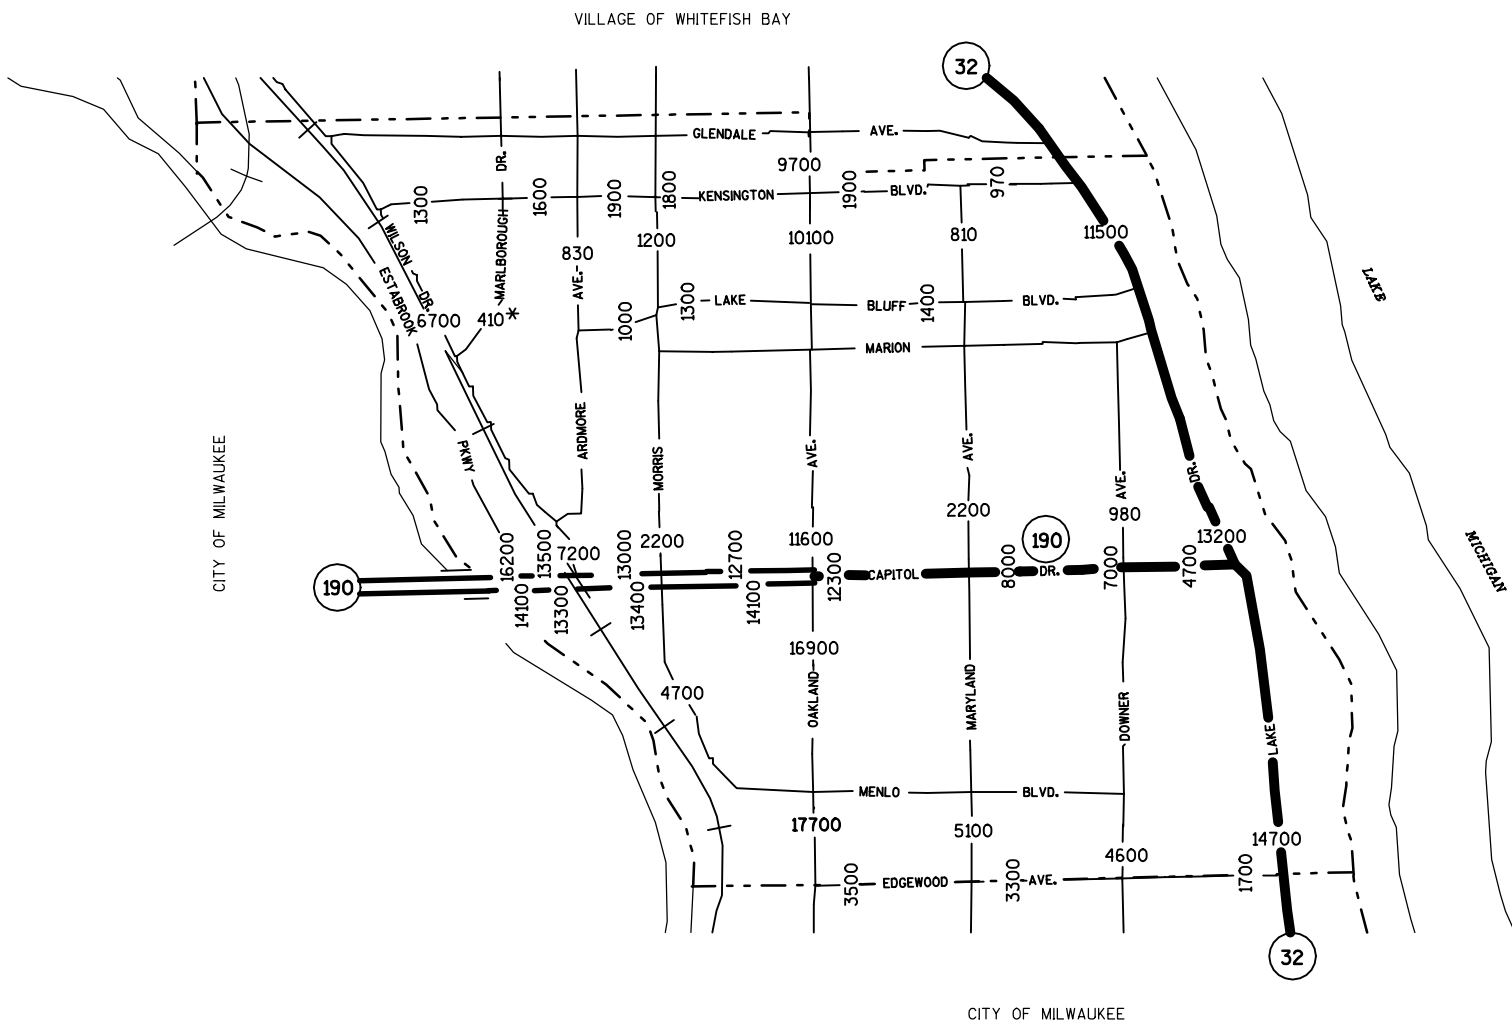 VILLAGE OF WHITEFISH BAY
32
GLENDALE AVE.
9700
DR.
1300
1600
1900
1800
KENSINGTON
1900
BLVD.
970
WILSON DR.
MARLBOROUGH
830
1200
10100
810
11500
LAKE
MICHIGAN
ESTABROOK
PKWY
6700
410*
AVE.
1000
1300
LAKE
BLUFF
1400
BLVD.
MARION
ARDMORE
MORRIS
AVE.
AVE.
AVE.
DR.
CITY OF MILWAUKEE
2200
980
190
13200
16200
13500
7200
13000
2200
12700
11600
190
14100
13300
13400
14100
12300
CAPITOL
8000
DR.
7000
4700
16900
4700
OAKLAND
MARYLAND
DOWNER
LAKE
MENLO
BLVD.
17700
5100
4600
14700
3500
EDGEWOOD
3300
AVE.
1700
32
CITY OF MILWAUKEE